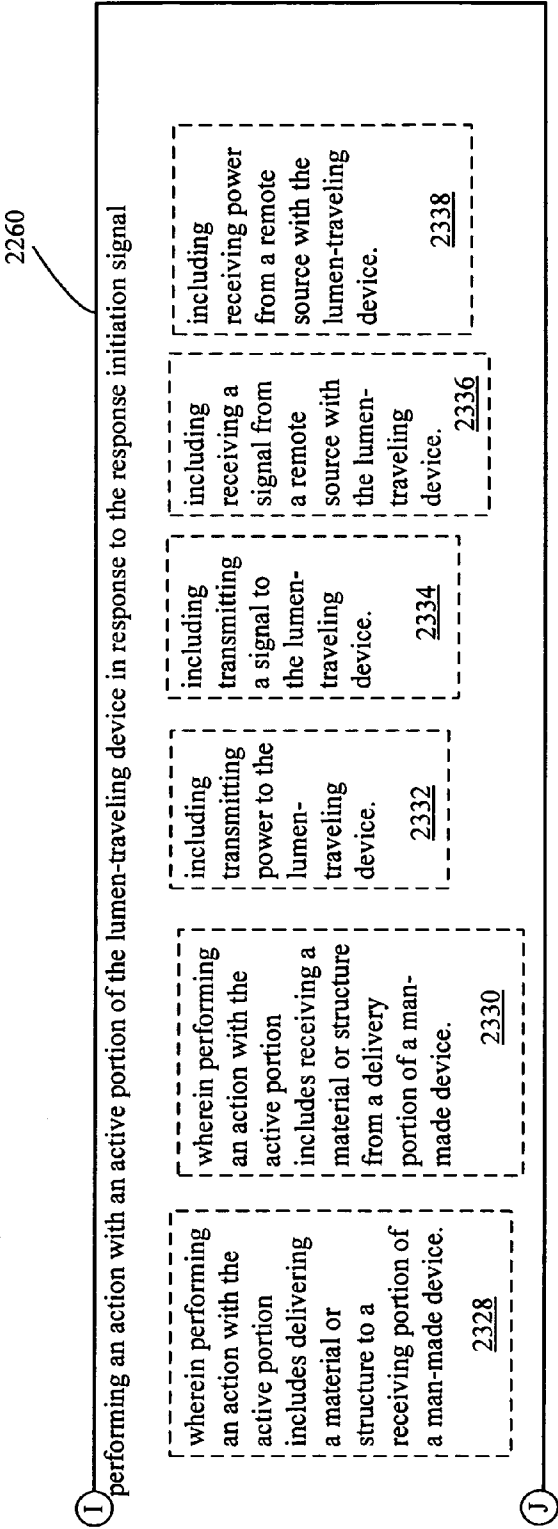 2260
I
performing an action with an active portion of the lumen-traveling device in response to the response initiation signal
wherein performing
an action with the
active portion
includes delivering
a material or
structure to a
receiving portion of
a man-made device.
2328
wherein performing
an action with the
active portion
includes receiving a
material or structure
from a delivery
portion of a man-
made device.
2330
including
transmitting
power to the
lumen-
traveling
device.
2332
including
transmitting
a signal to
the lumen-
traveling
device.
2334
including
receiving a
signal from
a remote
source with
the lumen-
traveling
device.
2336
including
receiving power
from a remote
source with the
lumen-traveling
device.
2338
J